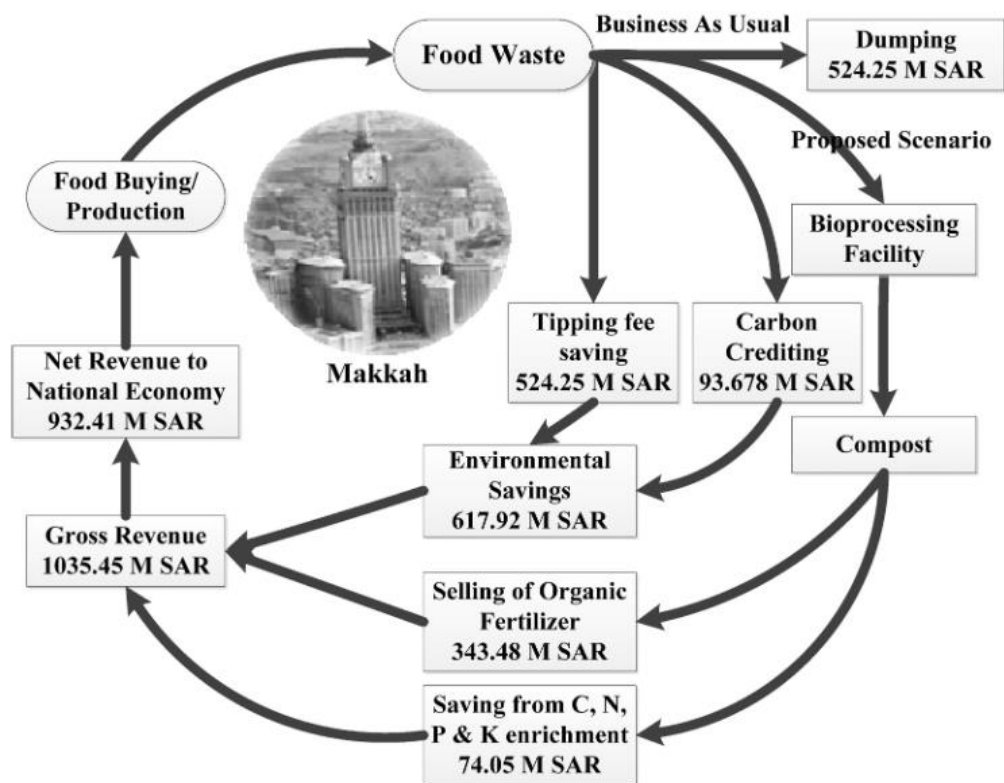 Business As Usual
Food Waste
Dumping
524.25 M SAR
Proposed Scenario
Food Buying/
Production
Bioprocessing
Facility
Makkah
Tipping fee
saving
524.25 M SAR
Carbon
Crediting
93.678 M SAR
Net Revenue to
National Economy
932.41 M SAR
Compost
Environmental
Savings
617.92 M SAR
Gross Revenue
1035.45 M SAR
Selling of Organic
Fertilizer
343.48 M SAR
Saving from C, N,
P & K enrichment
74.05 M SAR